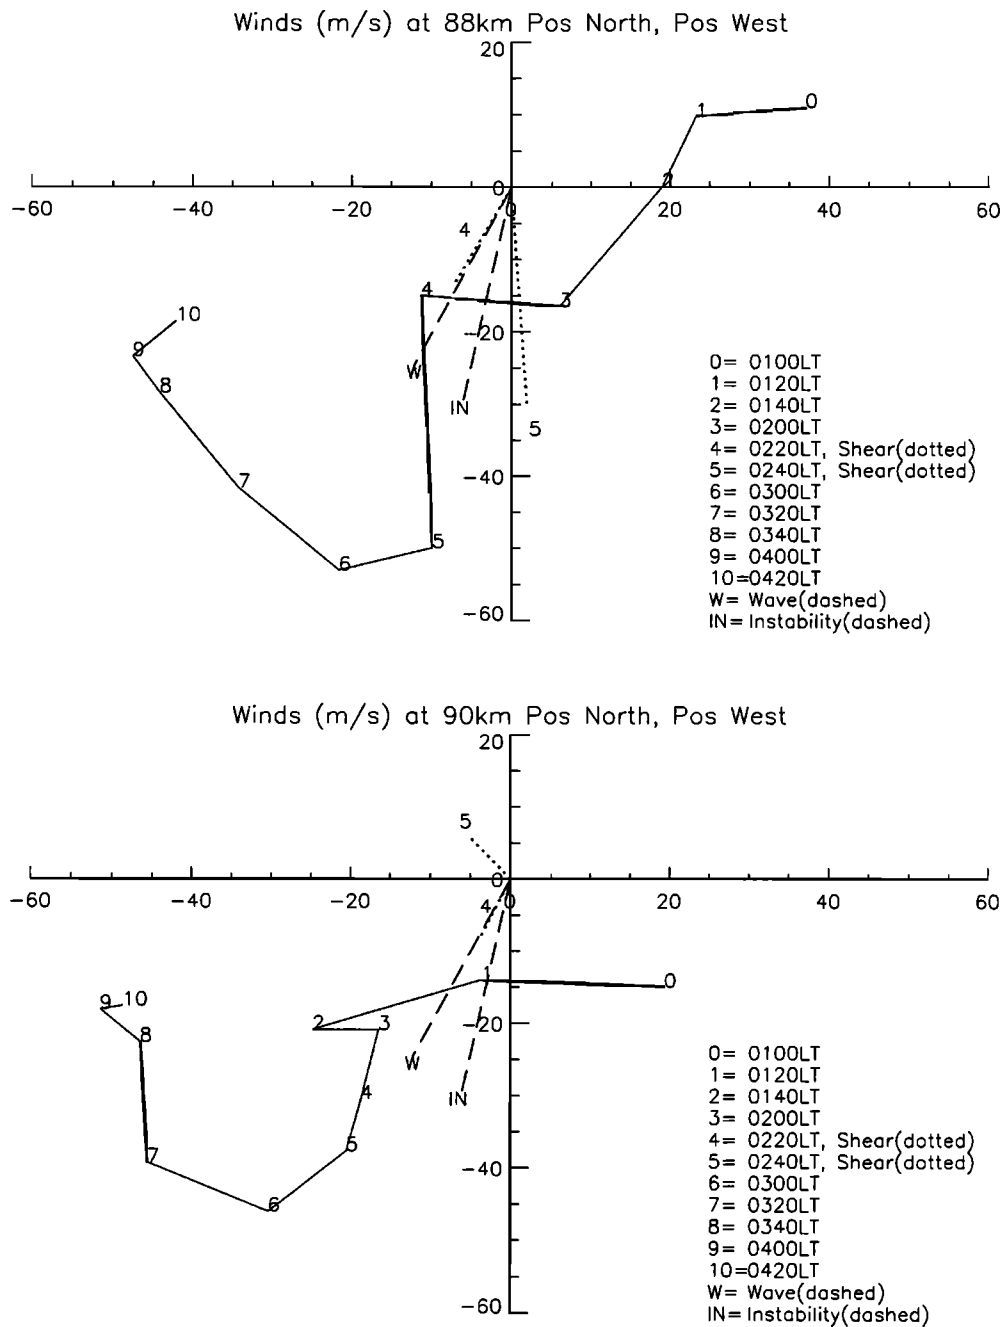 Winds (m/s) at 88km Pos North, Pos West
20
1 0
2
-60 -40 -20 0 0 20 40 60
4
4 3
10
-20
9
W
8
IN
5
0= 0100LT
1= 0120LT
2= 0140LT
3= 0200LT
4= 0220LT, Shear(dotted)
5= 0240LT, Shear(dotted)
6= 0300LT
7= 0320LT
8= 0340LT
9= 0400LT
10=0420LT
W= Wave(dashed)
IN= Instability(dashed)
-40
7
5
6
-60
Winds (m/s) at 90km Pos North, Pos West
20
5
-60 -40 -20 0 0 20 40 60
4
1 0
9 10
2 3
-20
8
W
4 IN
5
7
-40
6
0= 0100LT
1= 0120LT
2= 0140LT
3= 0200LT
4= 0220LT, Shear(dotted)
5= 0240LT, Shear(dotted)
6= 0300LT
7= 0320LT
8= 0340LT
9= 0400LT
10=0420LT
W= Wave(dashed)
IN= Instability(dashed)
-60